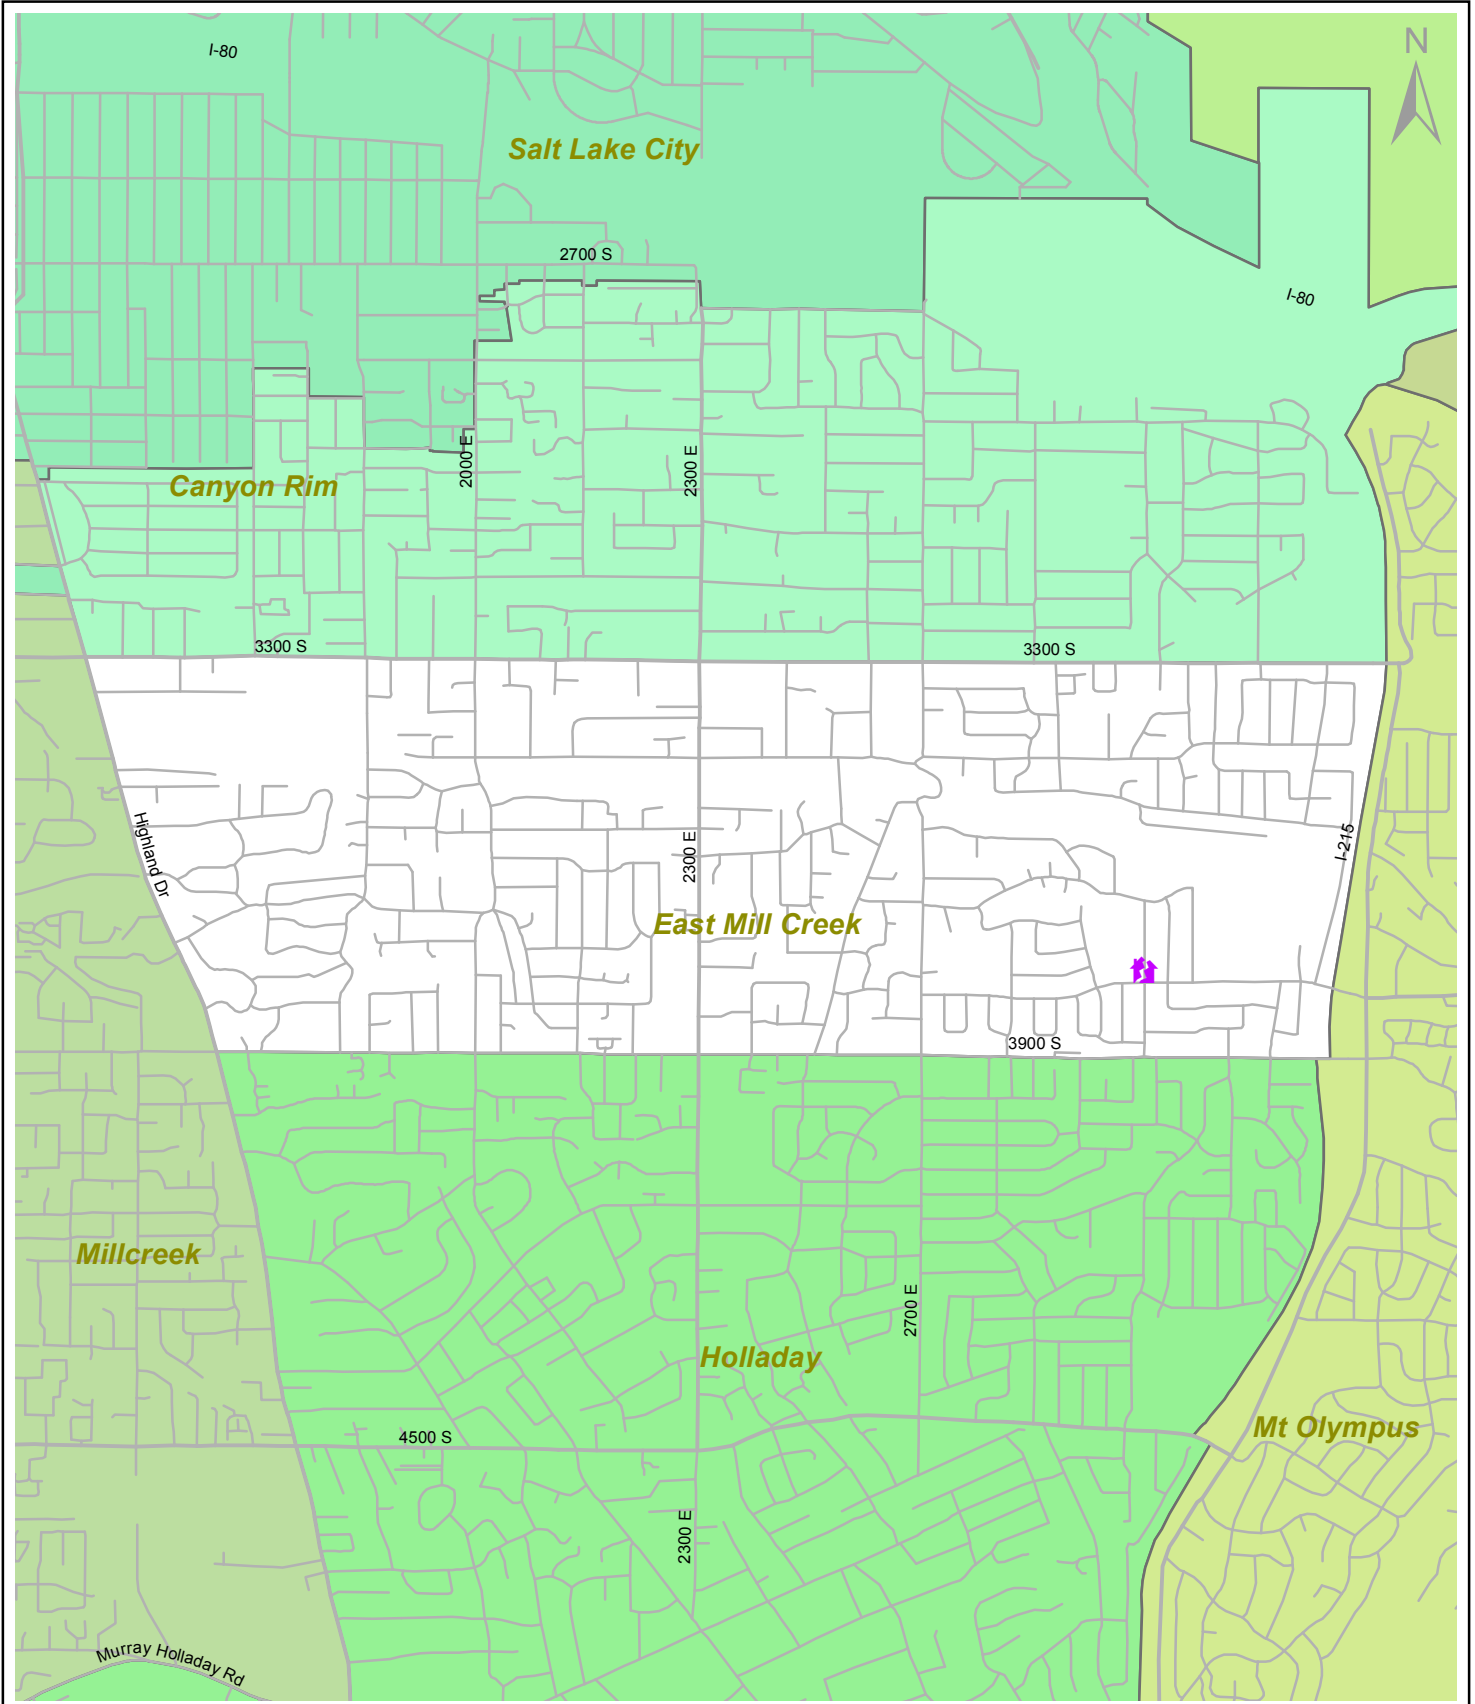 N
I-80
Salt Lake City
2700 S
I-80
2000 E
2300 E
Canyon Rim
3300 S
3300 S
Highland Dr
2300 E
I-215
East Mill Creek
3900 S
Millcreek
2700 E
Holladay
Mt Olympus
4500 S
2300 E
Murray Holladay Rd